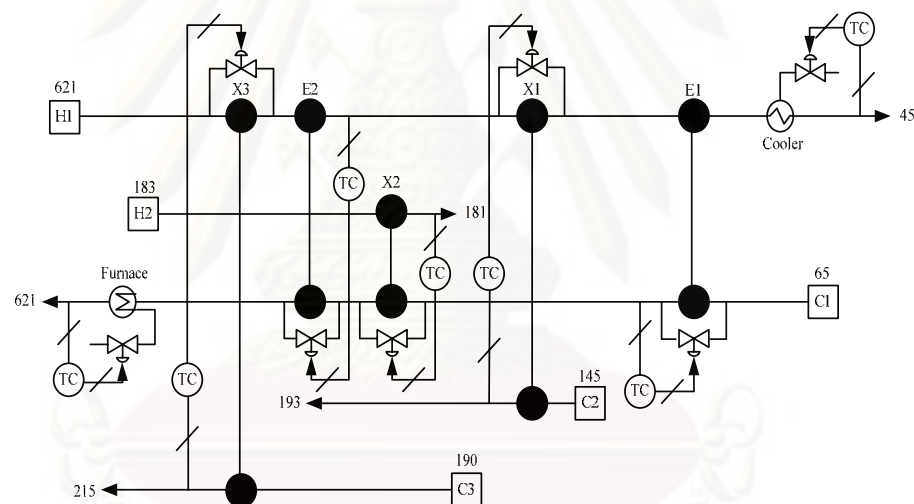 TC
X3
E2
X1
E1
621
H1
45
Cooler
TC
X2
183
H2
181
TC
TC
Furnace
621
65
C1
TC
TC
TC
193
145
C2
190
215
C3